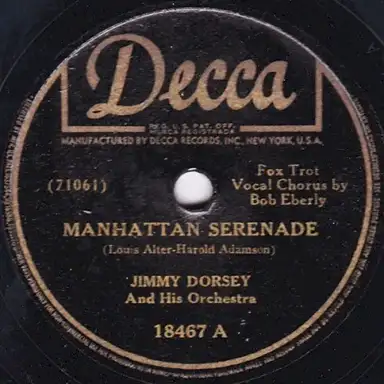 Decca
REG. U.S. PAT. OFF.
MARCA REGISTRADA
MANUFACTURED BY DECCA RECORDS, INC., NEW YORK, U.S.A.
Fox Trot
(71061) Vocal Chorus by
Bob Eberly
MANHATTAN SERENADE
(Louis Alter-Harold Adamson)
JIMMY DORSEY
And His Orchestra
18467 A